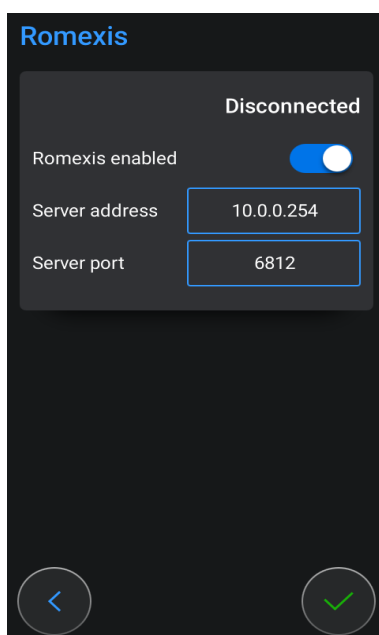 Romexis
Disconnected
Romexis enabled
Server address 10.0.0.254
Server port 6812